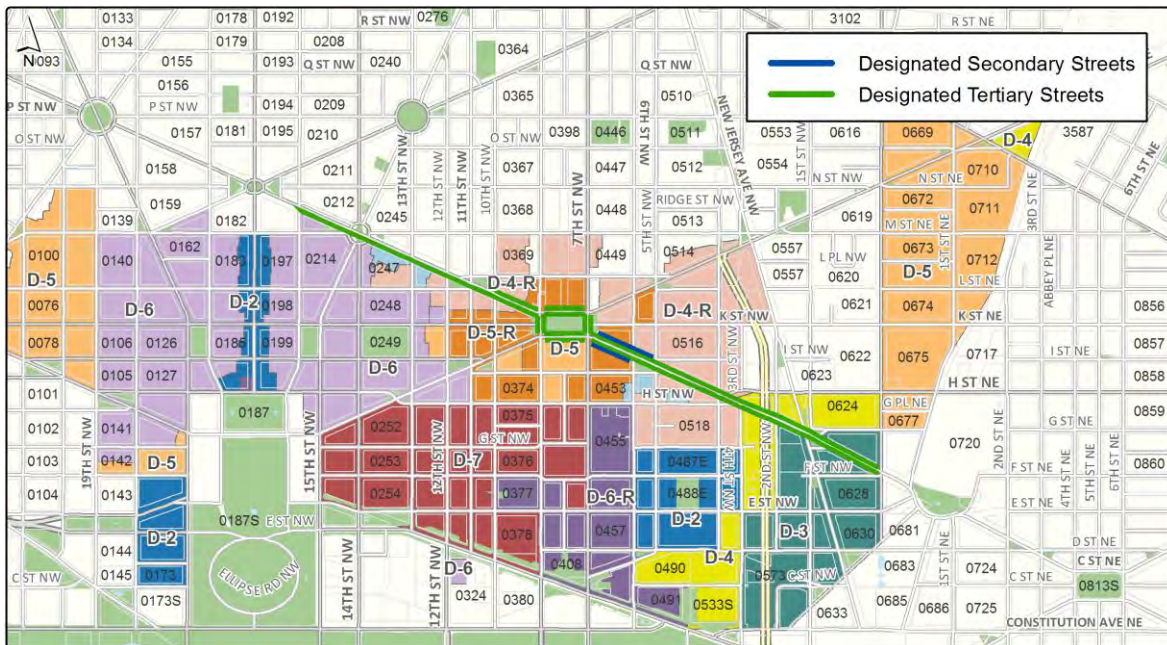 0133
0178
0192
R ST NW
0276
3102
R ST NE
N
093
0134
0179
0208
0364
0155
0193
Q ST NW
0240
Q ST NW
0156
P ST NW
P ST NW
0194
0209
0365
6TH ST NW
0510
NEW JERSEY AVE NW
Designated Secondary Streets
Designated Tertiary Streets
O ST NW
0157
0181
0195
0210
O ST NW
0398
0446
0511
0553
1ST ST NW
0616
0669
D-4
3587
6TH ST NE
0158
0211
13TH ST NW
12TH ST NW
11TH ST NW
10TH ST NW
0367
7TH ST NW
0447
0512
0554
N ST NW
N ST NE
0710
3RD ST NE
0159
0212
0245
0368
0448
5TH ST NW
RIDGE ST NW
0513
0619
0672
0711
M ST NE
0139
0182
0162
0100
0140
0183
0197
0214
0247
0369
0449
0514
0557
0557
L PL NW
0620
0673
D-5
1ST ST NE
0712
L ST NE
ABBEY PL NE
D-5
D-4-R
0076
D-6
D-2
0198
0248
D-5-R
D-4-R
K ST NW
0621
0674
K ST NE
0856
0078
0106
0126
0185
0199
0249
D-6
D-5
0516
3RD ST NW
I ST NW
0622
0623
0675
0717
I ST NE
0857
0105
0127
0374
0453
H ST NW
H ST NE
0858
0101
0187
0375
0624
G PL NE
0677
0102
19TH ST NW
0141
15TH ST NW
0252
12TH ST NW
G ST NW
0455
0518
0720
2ND ST NE
G ST NE
0859
0103
0142
D-5
0253
D-7
0376
0487E
4TH ST NW
2ND ST NW
F ST NW
F ST NE
4TH ST NE
5TH ST NE
6TH ST NE
0860
0104
0143
0254
0377
D-6-R
0488E
E ST NW
0628
E ST NE
0187S
E ST NW
0378
0457
D-2
D-3
0630
0681
D ST NE
0144
D-2
ELLIPSE RD NW
14TH ST NW
12TH ST NW
D-6
0408
D-4
0490
0573
C ST NW
0683
1ST ST NE
0724
C ST NE
C ST NE
C ST NW
0145
0173
0173S
0324
0380
0491
0533S
0633
0685
0686
0725
0813S
CONSTITUTION AVE NE